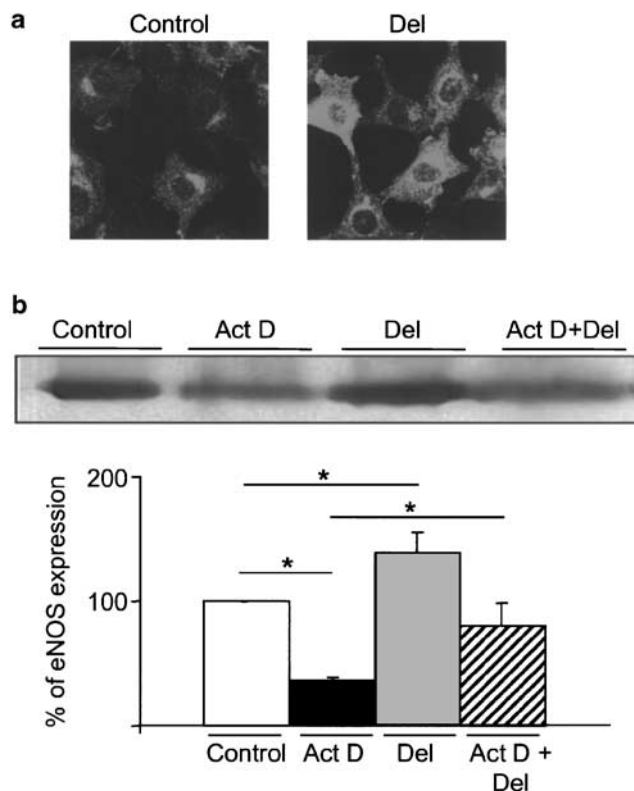 a
Control Del
b
Control Act D Del Act D+Del
% of eNOS expression
200
100
*
*
*
Control Act D Del Act D +
Del